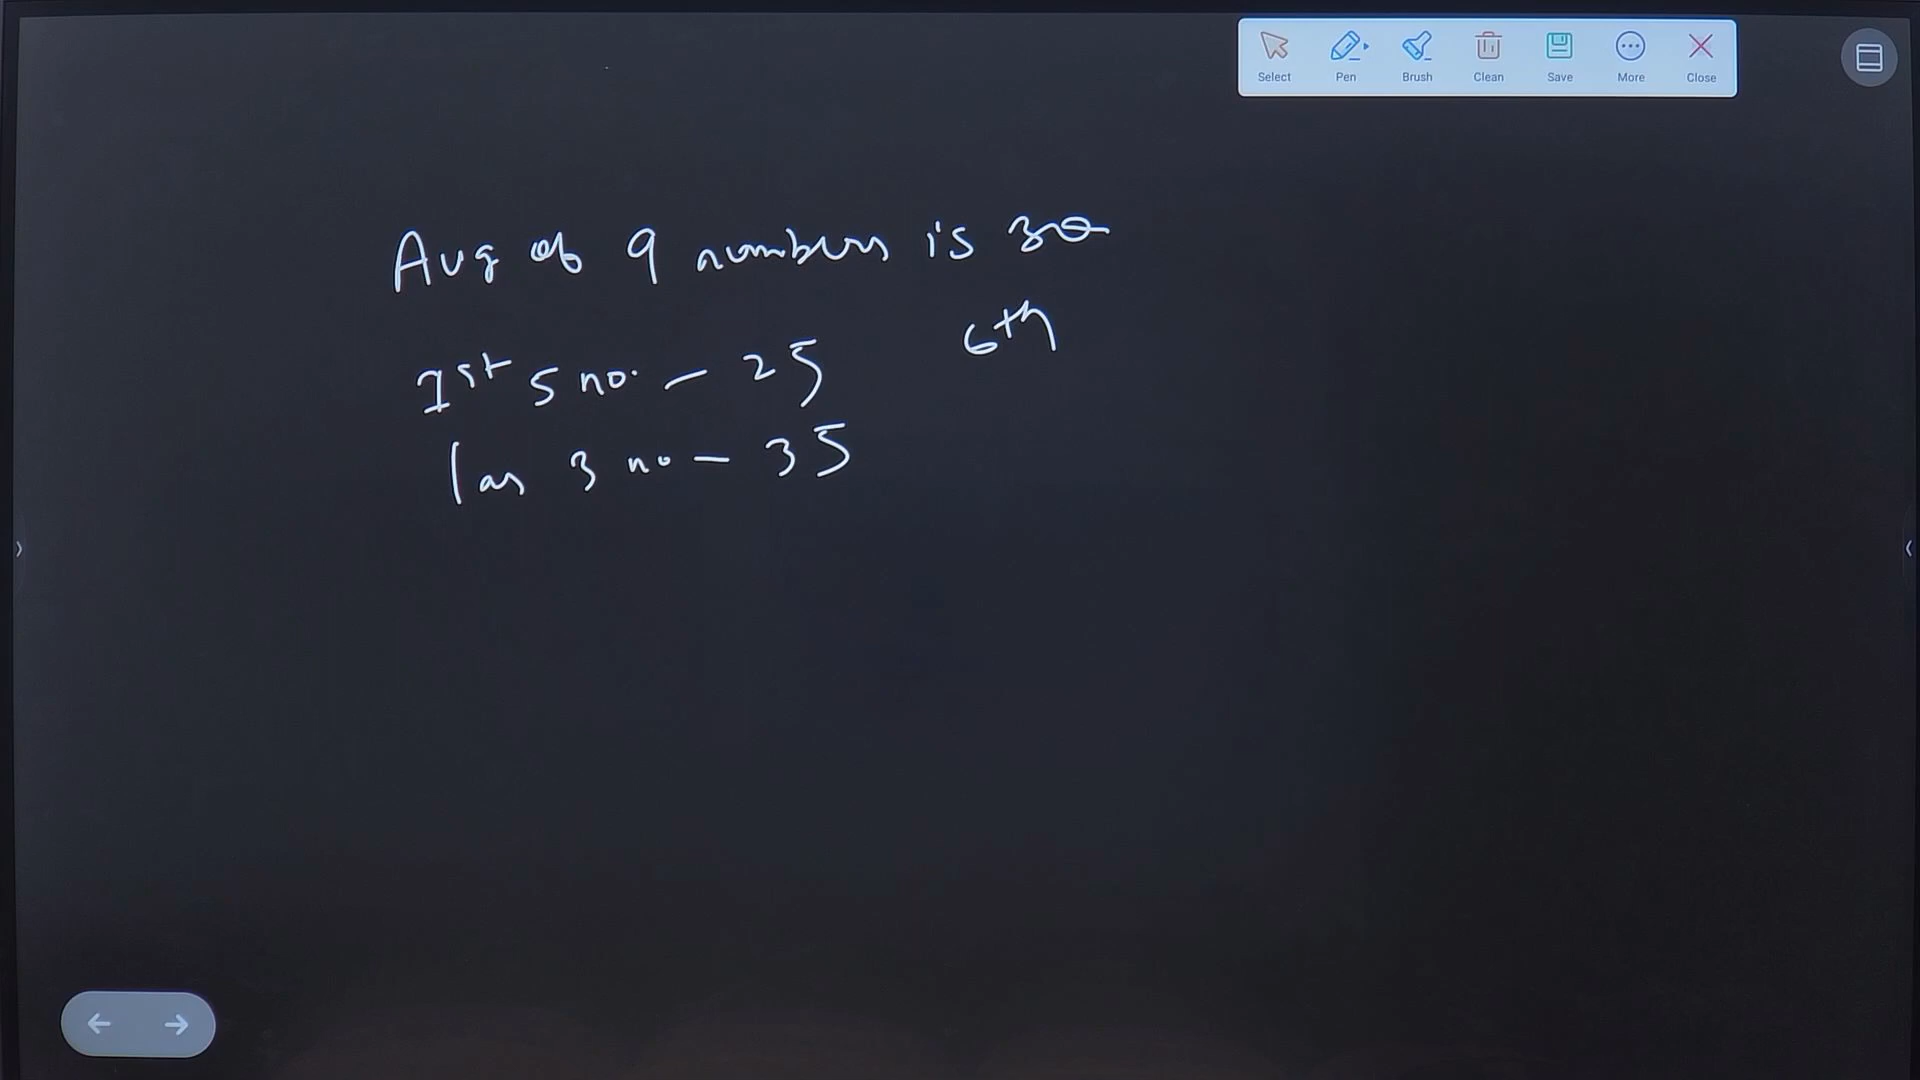 Select Pen Brush Clean Save More Close
Avg of 9 numbers is 30
6th
1st 5 no. - 25
las 3 no - 35